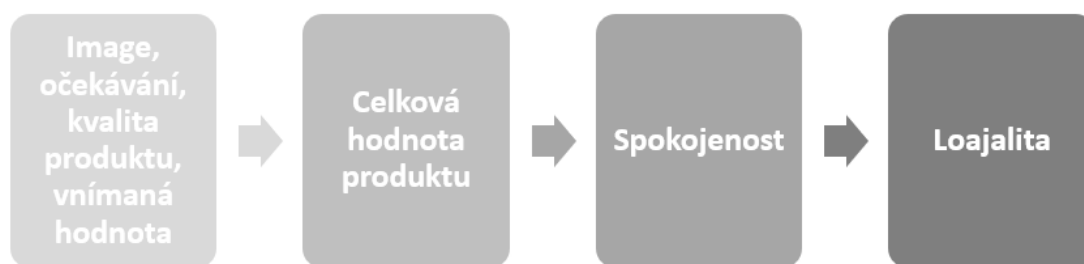 Image,
očekávání,
kvalita
produktu,
vnímaná
hodnota
Celková
hodnota
produktu
Spokojenost
Loajalita